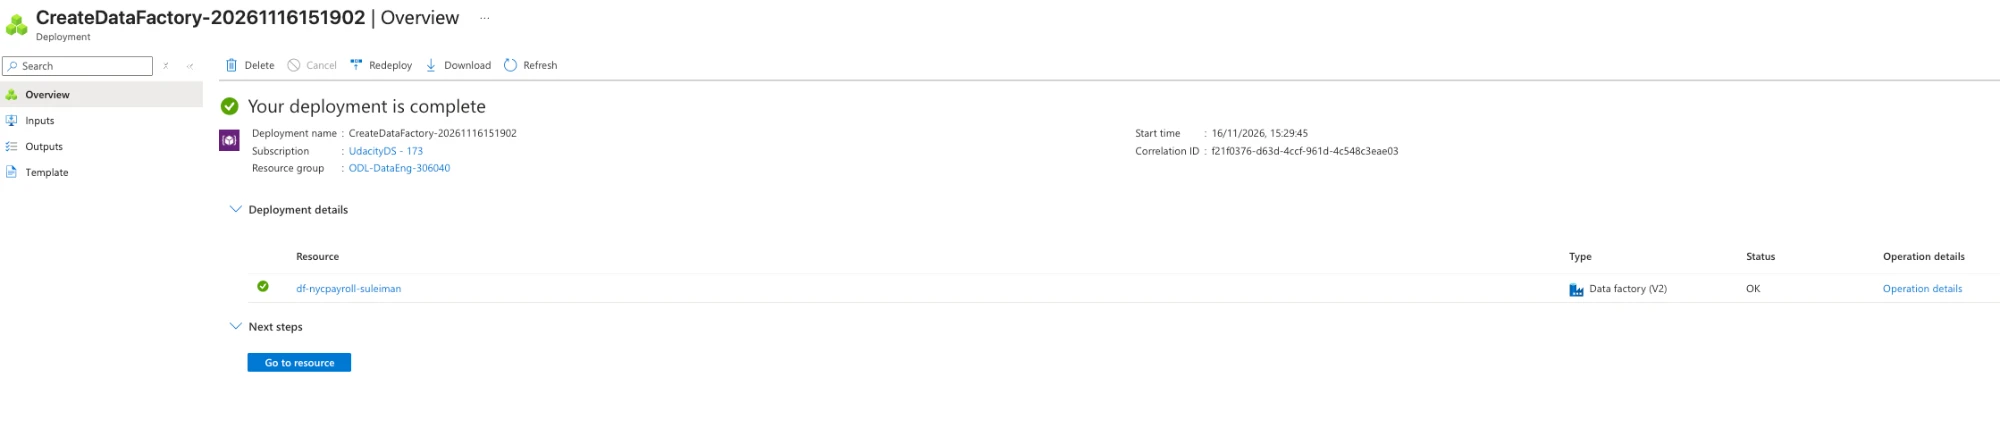 CreateDataFactory-20261116151902 | Overview ...
Deployment
Search
Delete Cancel Redeploy Download Refresh
Overview
Inputs
Outputs
Template
Your deployment is complete
Deployment name : CreateDataFactory-20261116151902
Subscription : UdacityDS - 173
Resource group : ODL-DataEng-306040
Start time : 16/11/2026, 15:29:45
Correlation ID : f21f0376-d63d-4ccf-961d-4c548c3eae03
Deployment details
Resource Type Status Operation details
df-nycpayroll-suleiman Data factory (V2) OK Operation details
Next steps
Go to resource